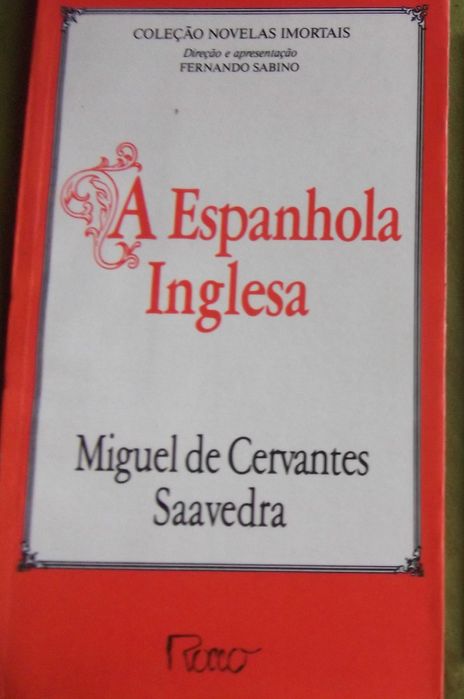 COLEÇÃO NOVELAS IMORTAIS
Direção e apresentação
FERNANDO SABINO
A Espanhola
Inglesa
Miguel de Cervantes
Saavedra
Rocco